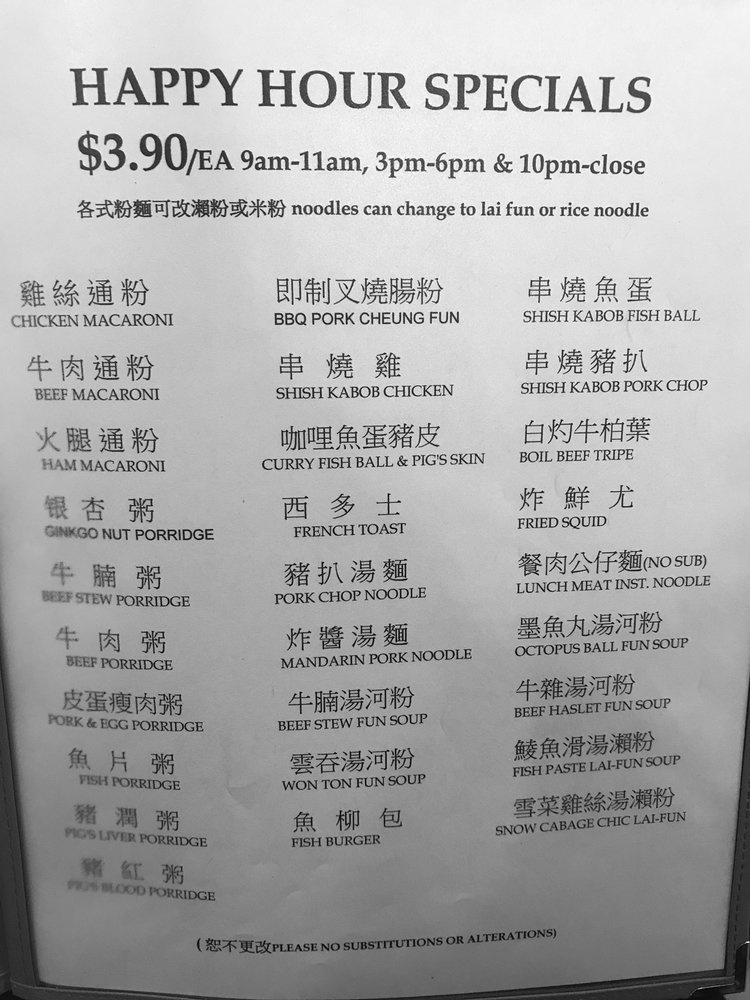 HAPPY HOUR SPECIALS
$3.90/EA 9am-11am, 3pm-6pm & 10pm-close
各式粉麵可改瀨粉或米粉 noodles can change to lai fun or rice noodle
雞絲通粉
CHICKEN MACARONI
牛肉通粉
BEEF MACARONI
火腿通粉
HAM MACARONI
银杏粥
GINKGO NUT PORRIDGE
牛腩粥
BEEF STEW PORRIDGE
牛肉粥
BEEF PORRIDGE
皮蛋瘦肉粥
PORK & EGG PORRIDGE
魚片粥
FISH PORRIDGE
豬潤粥
PIG'S LIVER PORRIDGE
豬紅粥
PIG'S BLOOD PORRIDGE
即制叉燒腸粉
BBQ PORK CHEUNG FUN
串燒雞
SHISH KABOB CHICKEN
咖哩魚蛋豬皮
CURRY FISH BALL & PIG'S SKIN
西多士
FRENCH TOAST
豬扒湯麵
PORK CHOP NOODLE
炸醬湯麵
MANDARIN PORK NOODLE
牛腩湯河粉
BEEF STEW FUN SOUP
雲吞湯河粉
WON TON FUN SOUP
魚柳包
FISH BURGER
串燒魚蛋
SHISH KABOB FISH BALL
串燒豬扒
SHISH KABOB PORK CHOP
白灼牛柏葉
BOIL BEEF TRIPE
炸鮮尤
FRIED SQUID
餐肉公仔麵(NO SUB)
LUNCH MEAT INST. NOODLE
墨魚丸湯河粉
OCTOPUS BALL FUN SOUP
牛雜湯河粉
BEEF HASLET FUN SOUP
鯪魚滑湯瀨粉
FISH PASTE LAI-FUN SOUP
雪菜雞絲湯瀨粉
SNOW CABAGE CHIC LAI-FUN
(恕不更改PLEASE NO SUBSTITUTIONS OR ALTERATIONS)